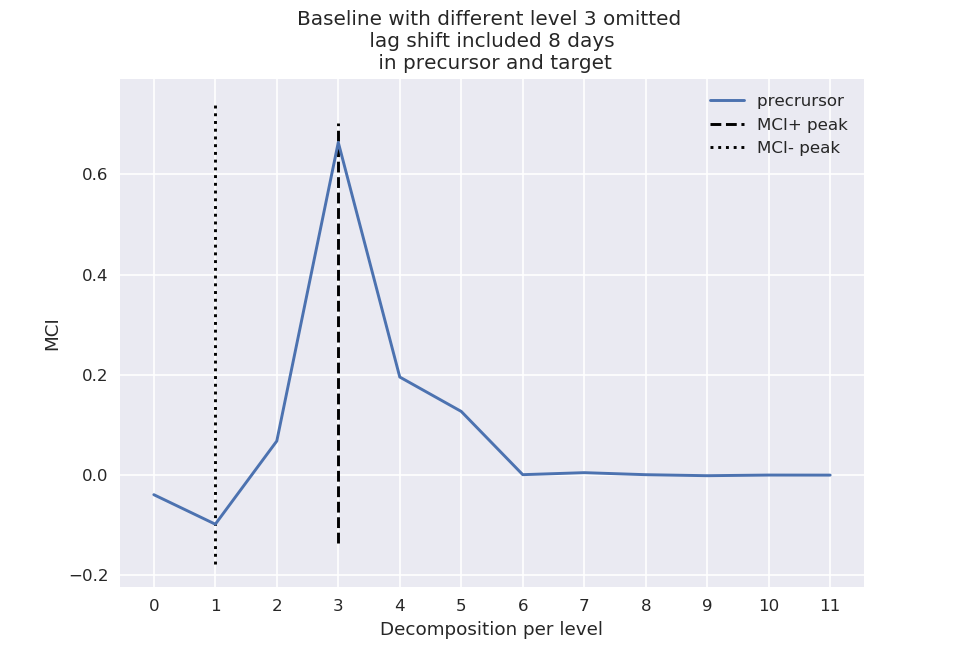 Baseline with different level 3 omitted
lag shift included 8 days
in precursor and target
precrursor
MCI+ peak
MCI- peak
MCI
0.6
0.4
0.2
0.0
−0.2
0 1 2 3 4 5 6 7 8 9 10 11
Decomposition per level